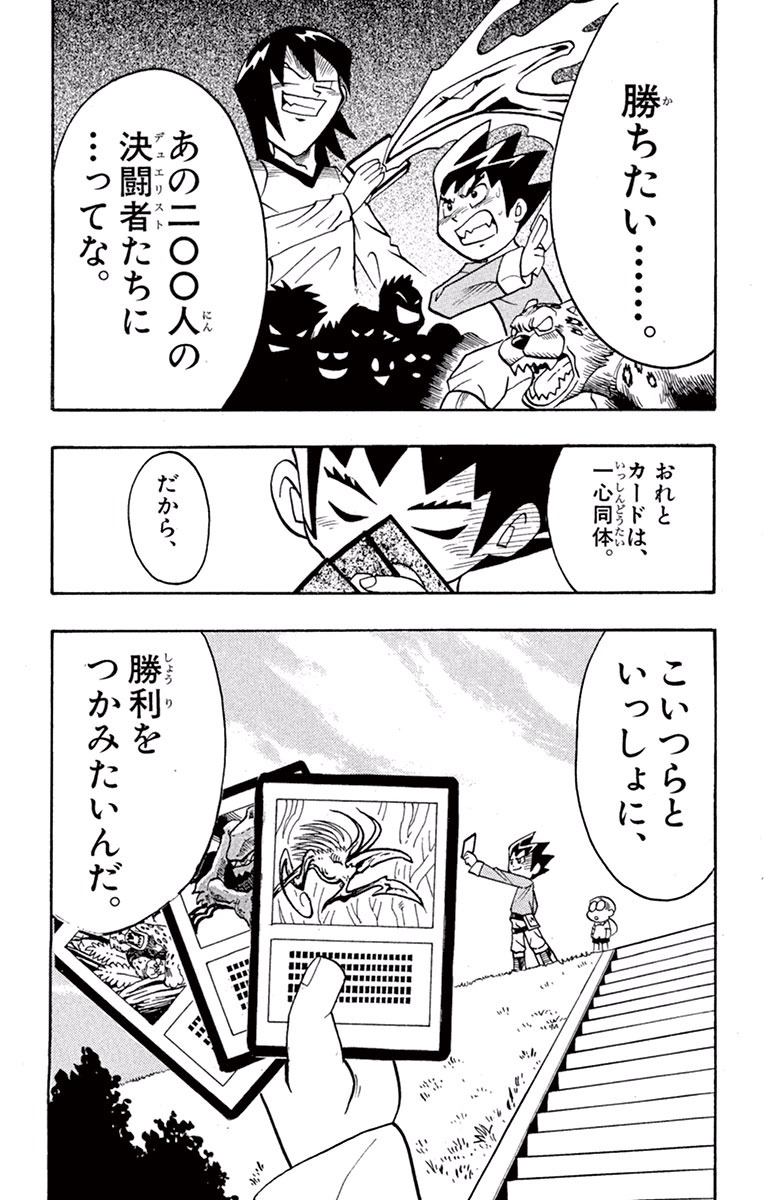 勝ちたい……。
あの二〇〇人の
決闘者たちに
…ってな。
おれと
カードは、
一心同体。
だから、
こいつらと
いっしょに、
勝利を
つかみたいんだ。